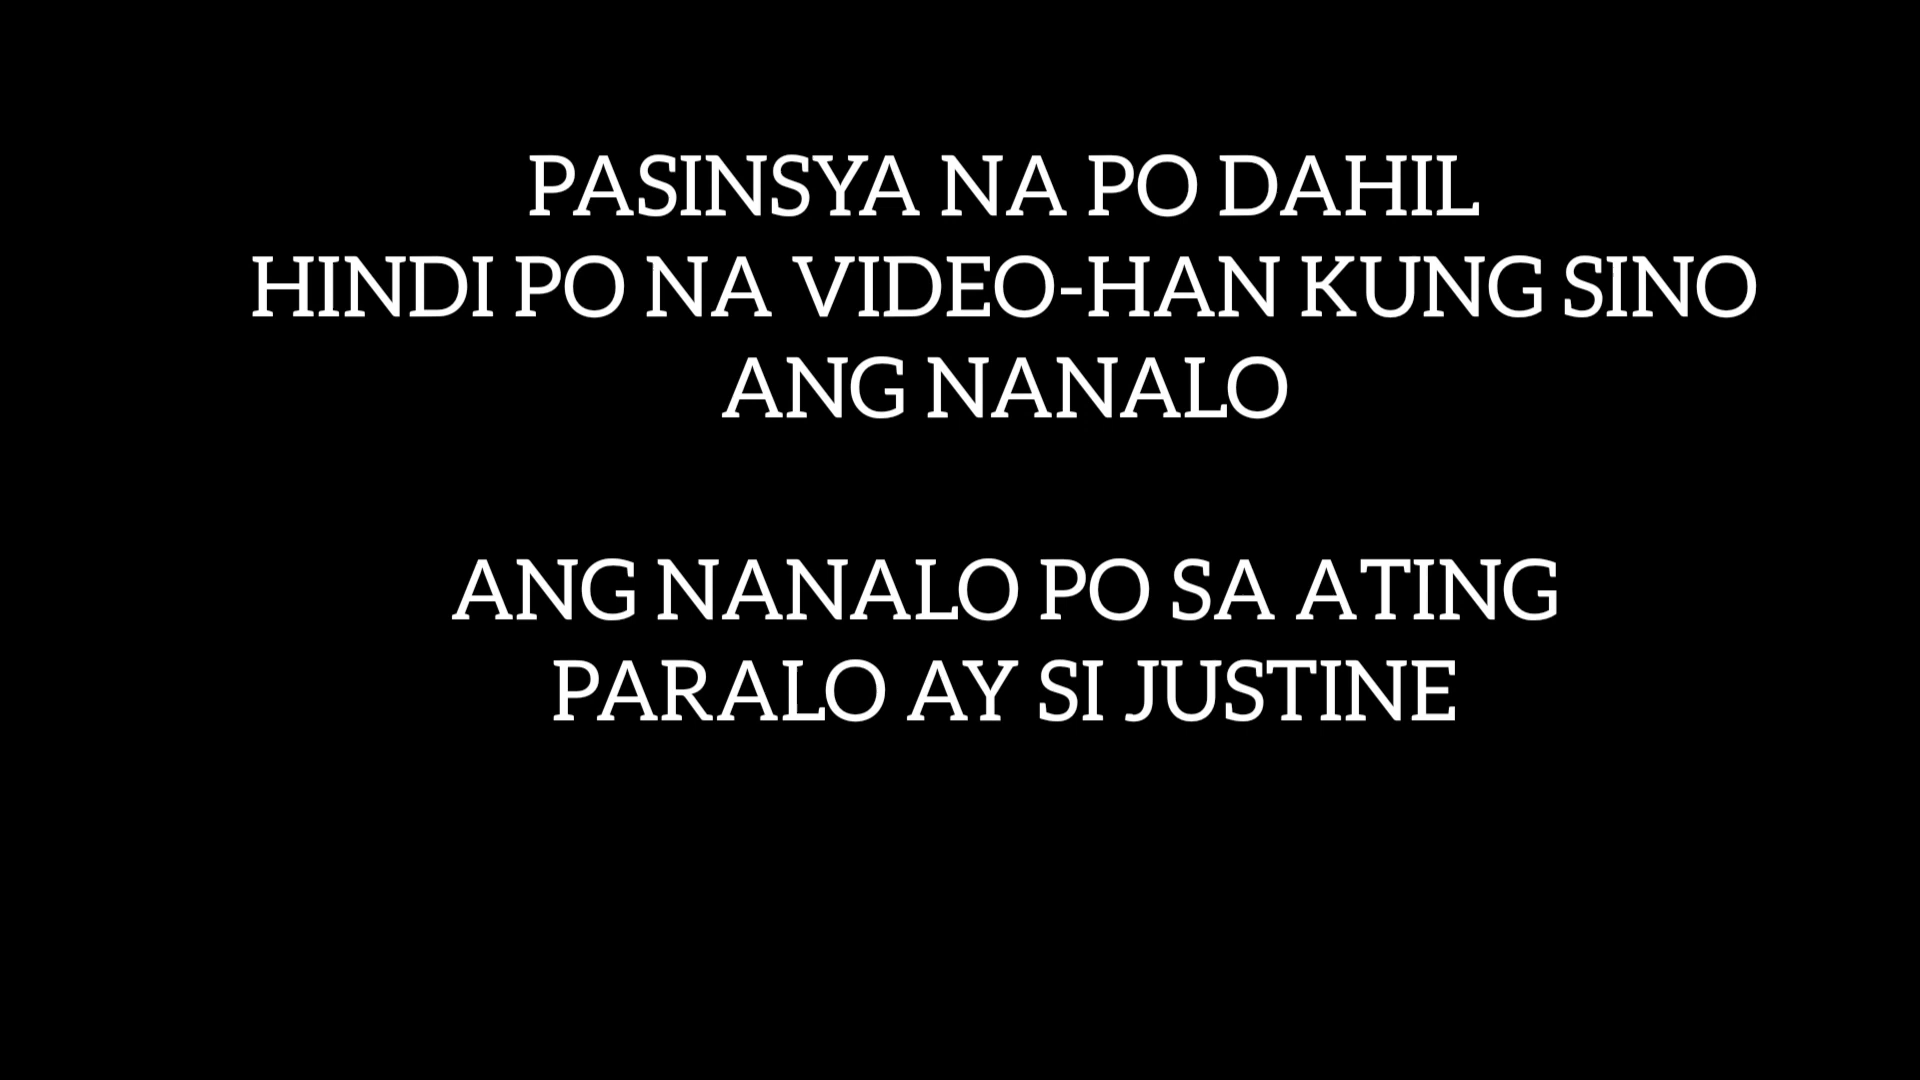 PASINSYA NA PO DAHIL
HINDI PO NA VIDEO-HAN KUNG SINO
ANG NANALO
ANG NANALO PO SA ATING
PARALO AY SI JUSTINE